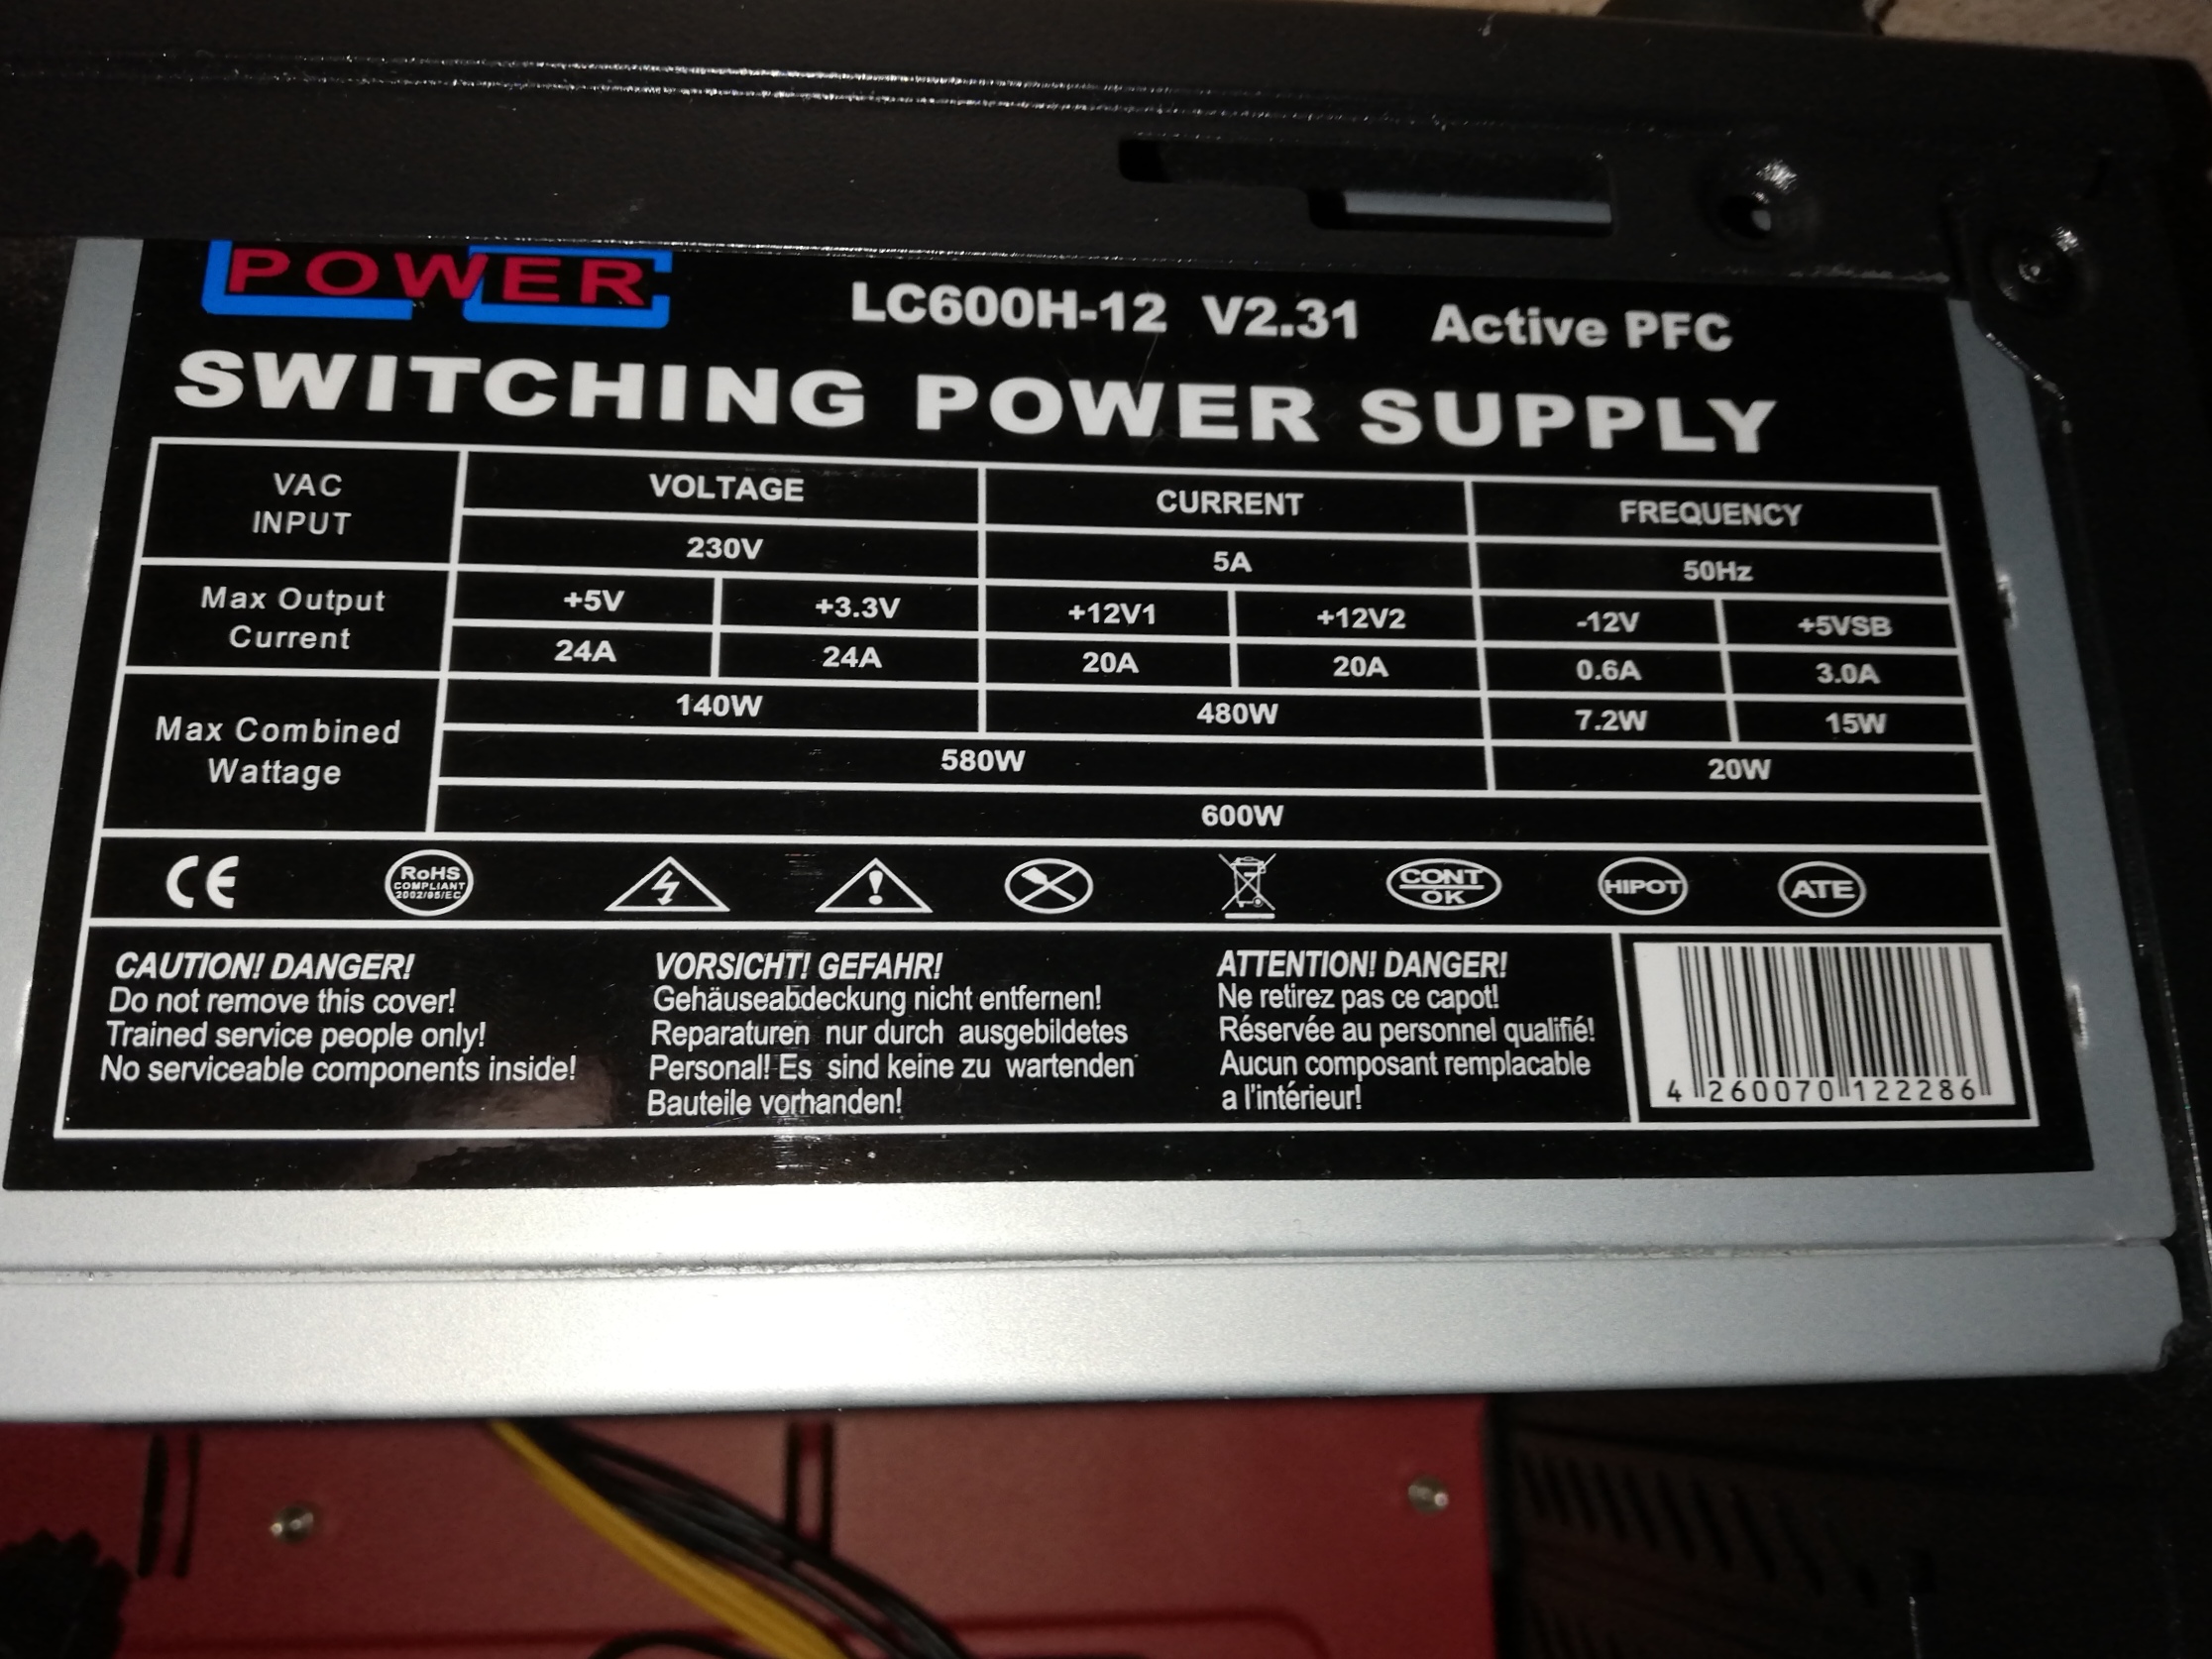 POWER
LC600H-12 V2.31 Active PFC
SWITCHING POWER SUPPLY
VAC INPUT
VOLTAGE CURRENT FREQUENCY
230V 5A 50Hz
Max Output Current
+5V +3.3V +12V1 +12V2 -12V +5VSB
24A 24A 20A 20A 0.6A 3.0A
Max Combined Wattage
140W 480W 7.2W 15W
580W 20W
600W
CE
RoHS
COMPLIANT
2002/95/EC
CONT
OK
HIPOT
ATE
CAUTION! DANGER!
Do not remove this cover!
Trained service people only!
No serviceable components inside!
VORSICHT! GEFAHR!
Gehäuseabdeckung nicht entfernen!
Reparaturen nur durch ausgebildetes
Personal! Es sind keine zu wartenden
Bauteile vorhanden!
ATTENTION! DANGER!
Ne retirez pas ce capot!
Réservée au personnel qualifié!
Aucun composant remplacable
a l'intérieur!
4 260070 122286